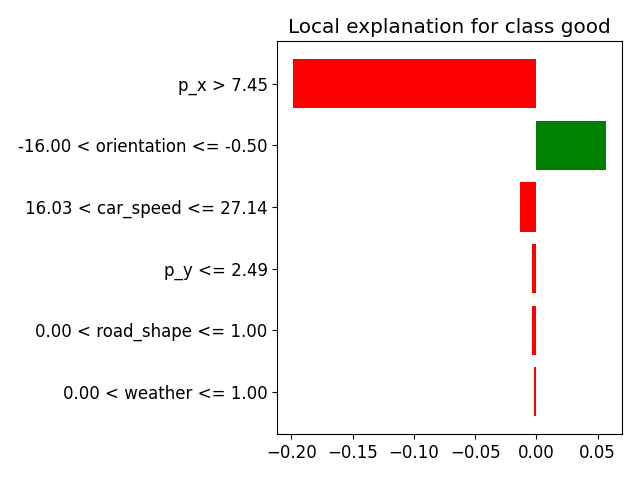 Local explanation for class good
p_x > 7.45
-16.00 < orientation <= -0.50
16.03 < car_speed <= 27.14
p_y <= 2.49
0.00 < road_shape <= 1.00
0.00 < weather <= 1.00
−0.20 −0.15 −0.10 −0.05 0.00 0.05